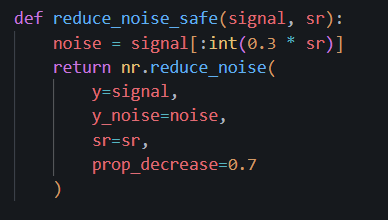 def reduce_noise_safe(signal, sr):
    noise = signal[:int(0.3 * sr)]
    return nr.reduce_noise(
        y=signal,
        y_noise=noise,
        sr=sr,
        prop_decrease=0.7
    )